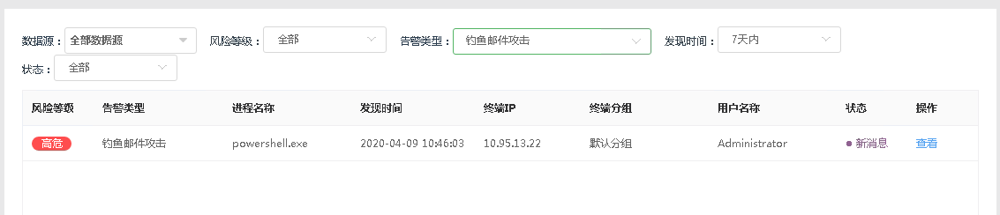 数据源：全部数据源 风险等级：全部 告警类型：钓鱼邮件攻击 发现时间：7天内
状态：全部
风险等级 告警类型 进程名称 发现时间 终端IP 终端分组 用户名称 状态 操作
高危 钓鱼邮件攻击 powershell.exe 2020-04-09 10:46:03 10.95.13.22 默认分组 Administrator 新消息 查看